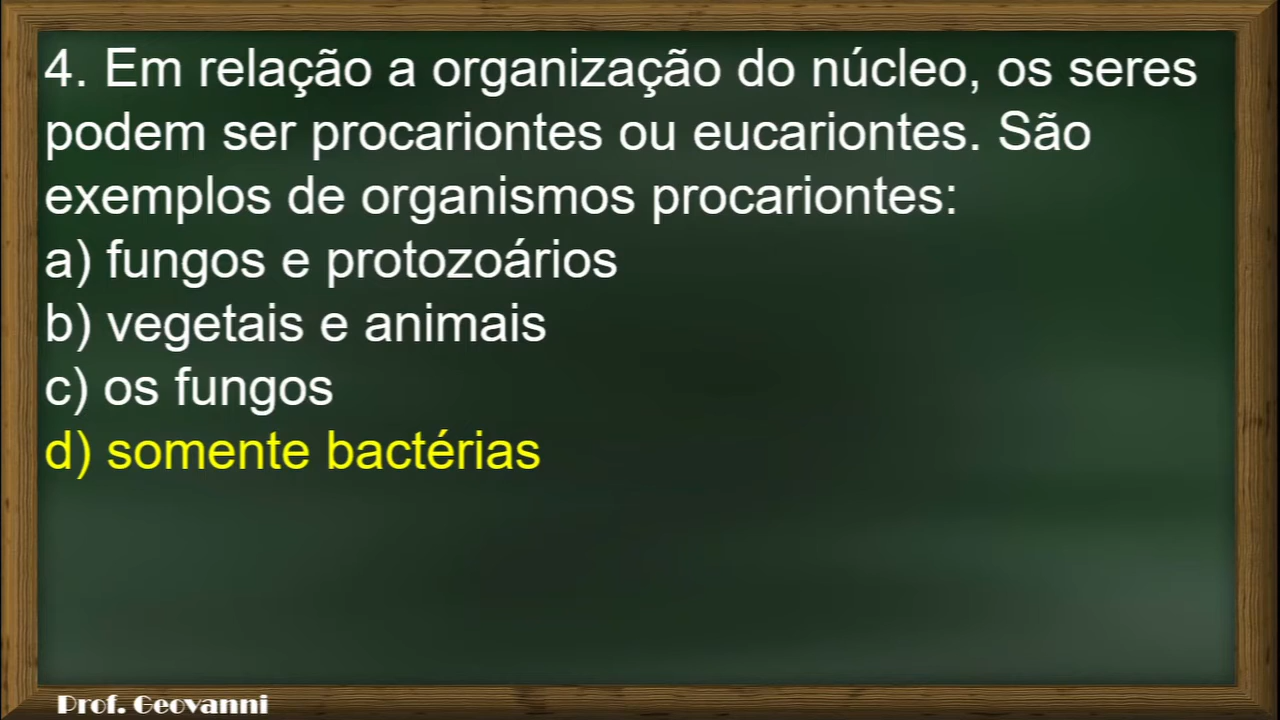 4. Em relação a organização do núcleo, os seres
podem ser procariontes ou eucariontes. São
exemplos de organismos procariontes:
a) fungos e protozoários
b) vegetais e animais
c) os fungos
d) somente bactérias
Prof. Geovanni